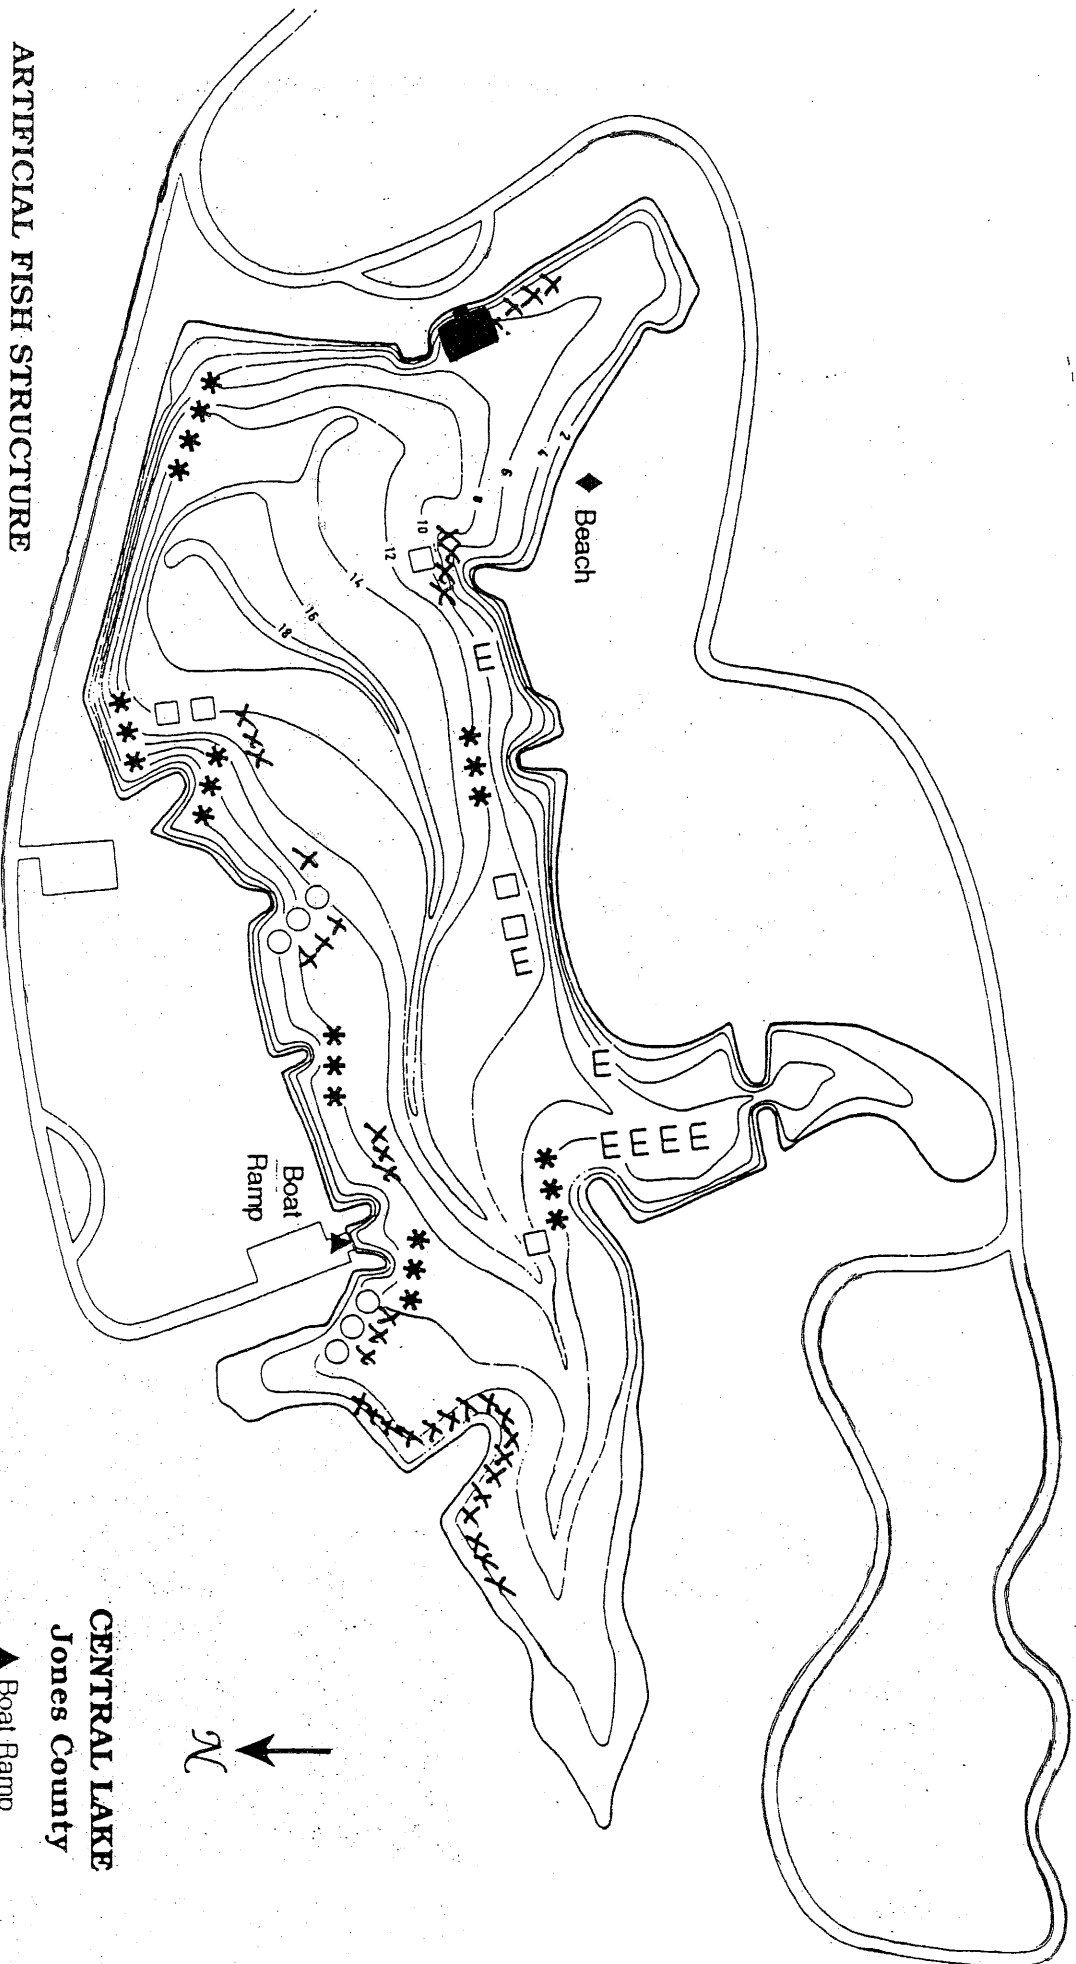 ARTIFICIAL FISH STRUCTURE
Beach
2
4
6
8
10
12
14
16
18
E
E
E
E E E E
Boat
Ramp
N
CENTRAL LAKE
Jones County
Boat Ramp